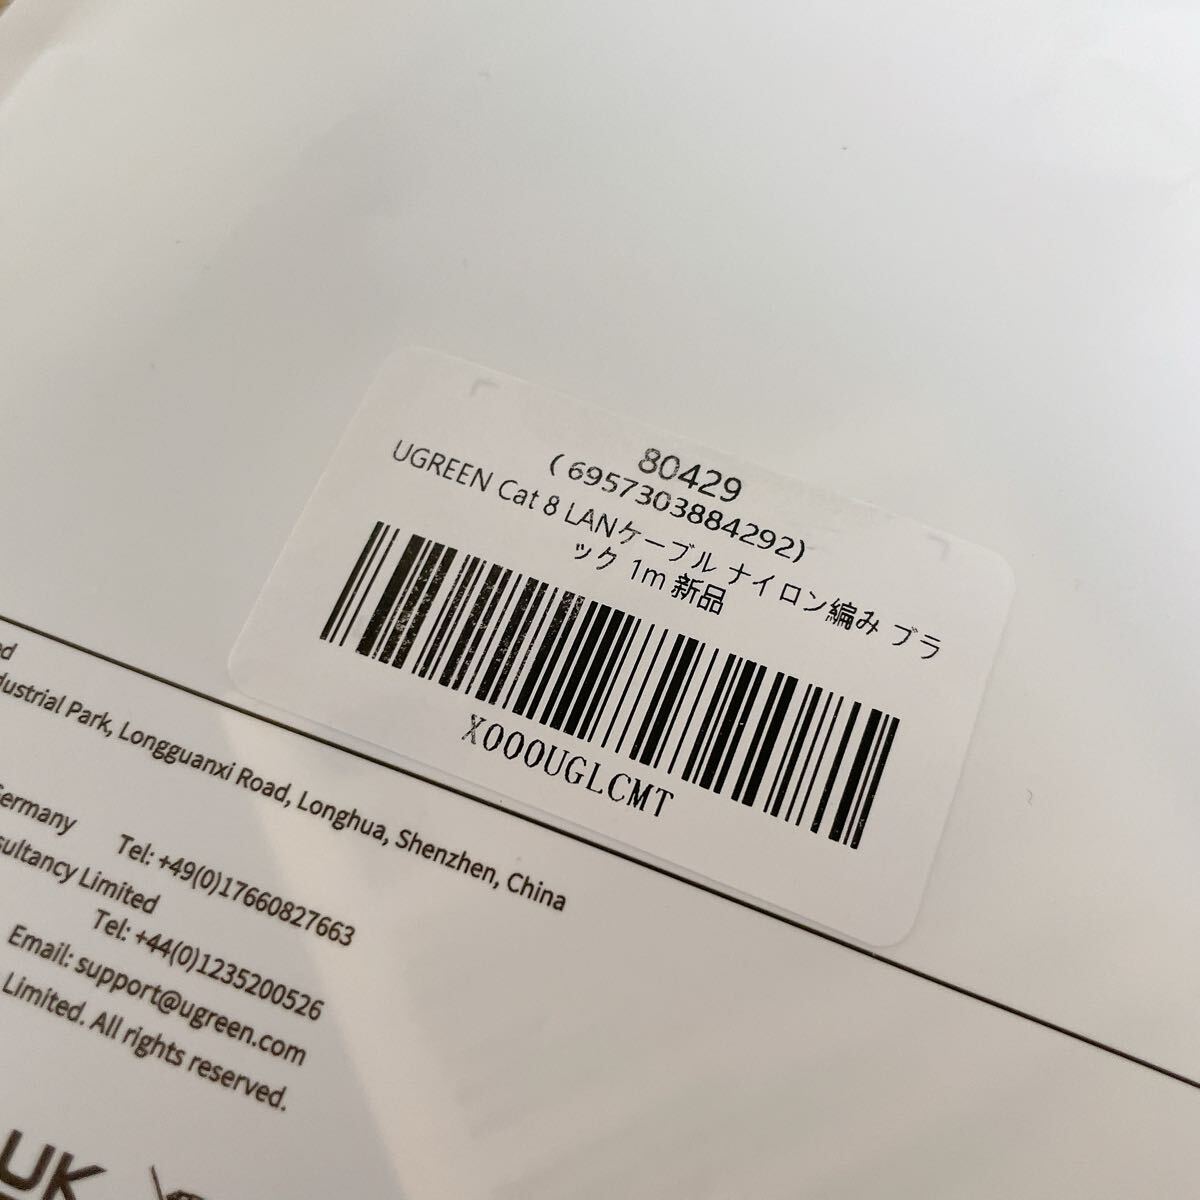 80429
( 6957303884292)
UGREEN Cat 8 LANケーブル ナイロン編み ブラ
ック 1m 新品
X000UGLCMT
Industrial Park, Longguanxi Road, Longhua, Shenzhen, China
Germany Tel: +49(0)17660827663
Consultancy Limited
Tel: +44(0)1235200526
Email: support@ugreen.com
Limited. All rights reserved.
UK